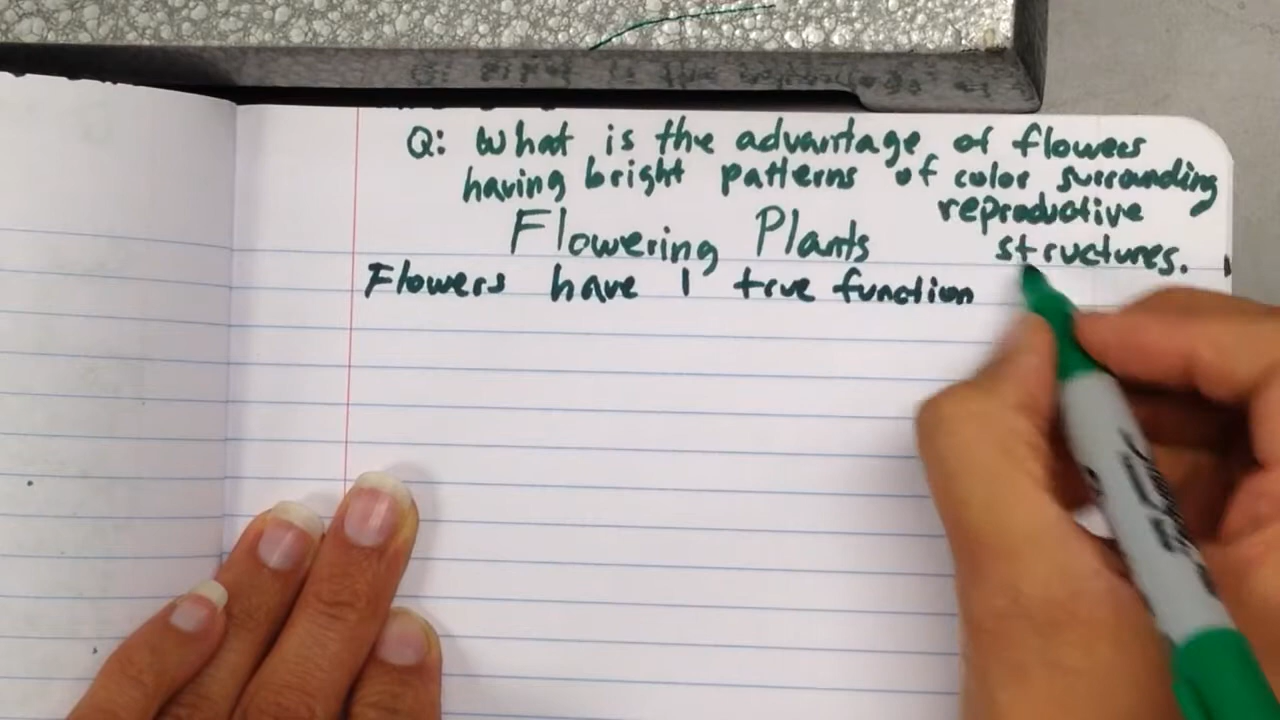 Q: What is the advantage of flowers
having bright patterns of color surrounding
reproductive
structures.
Flowering Plants
Flowers have 1 true function